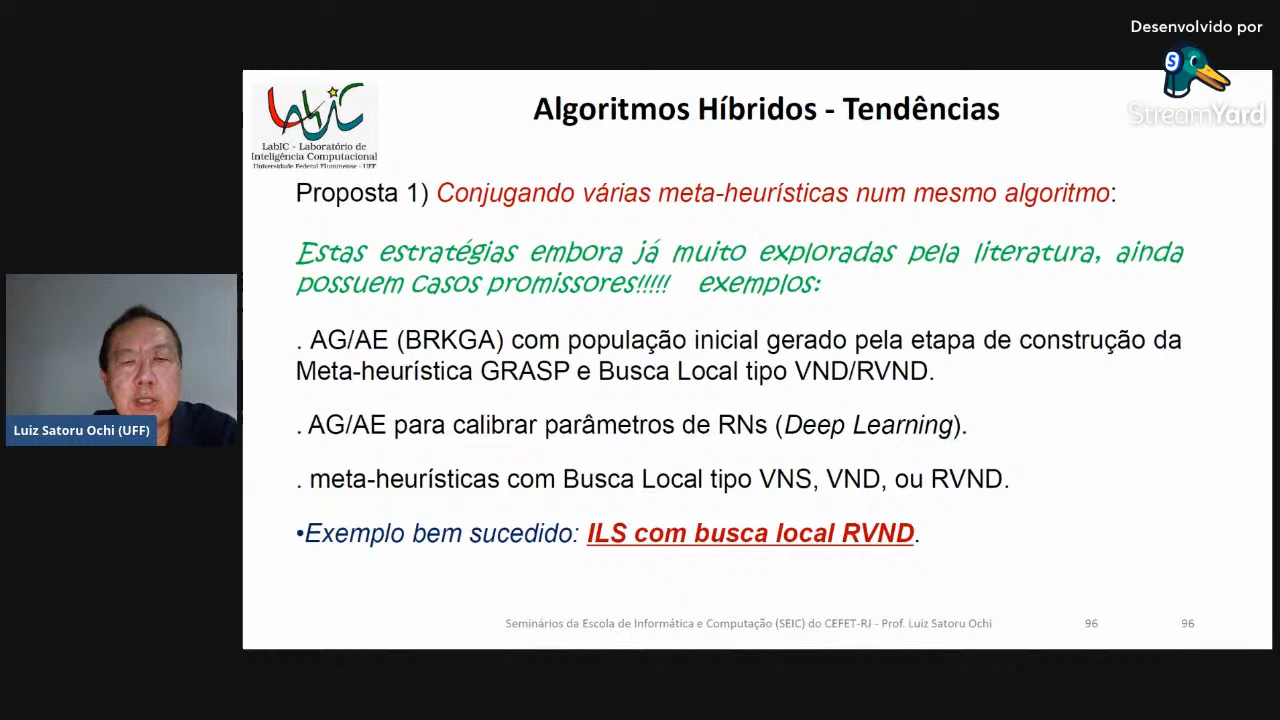 Desenvolvido por
StreamYard
LabIC - Laboratório de
Inteligência Computacional
Universidade Federal Fluminense - UFF
Algoritmos Híbridos - Tendências
Proposta 1) Conjugando várias meta-heurísticas num mesmo algoritmo:
Estas estratégias embora já muito exploradas pela literatura, ainda
possuem casos promissores!!!!! exemplos:
. AG/AE (BRKGA) com população inicial gerado pela etapa de construção da
Meta-heurística GRASP e Busca Local tipo VND/RVND.
. AG/AE para calibrar parâmetros de RNs (Deep Learning).
. meta-heurísticas com Busca Local tipo VNS, VND, ou RVND.
•Exemplo bem sucedido: ILS com busca local RVND.
Luiz Satoru Ochi (UFF)
Seminários da Escola de Informática e Computação (SEIC) do CEFET-RJ - Prof. Luiz Satoru Ochi 96 96